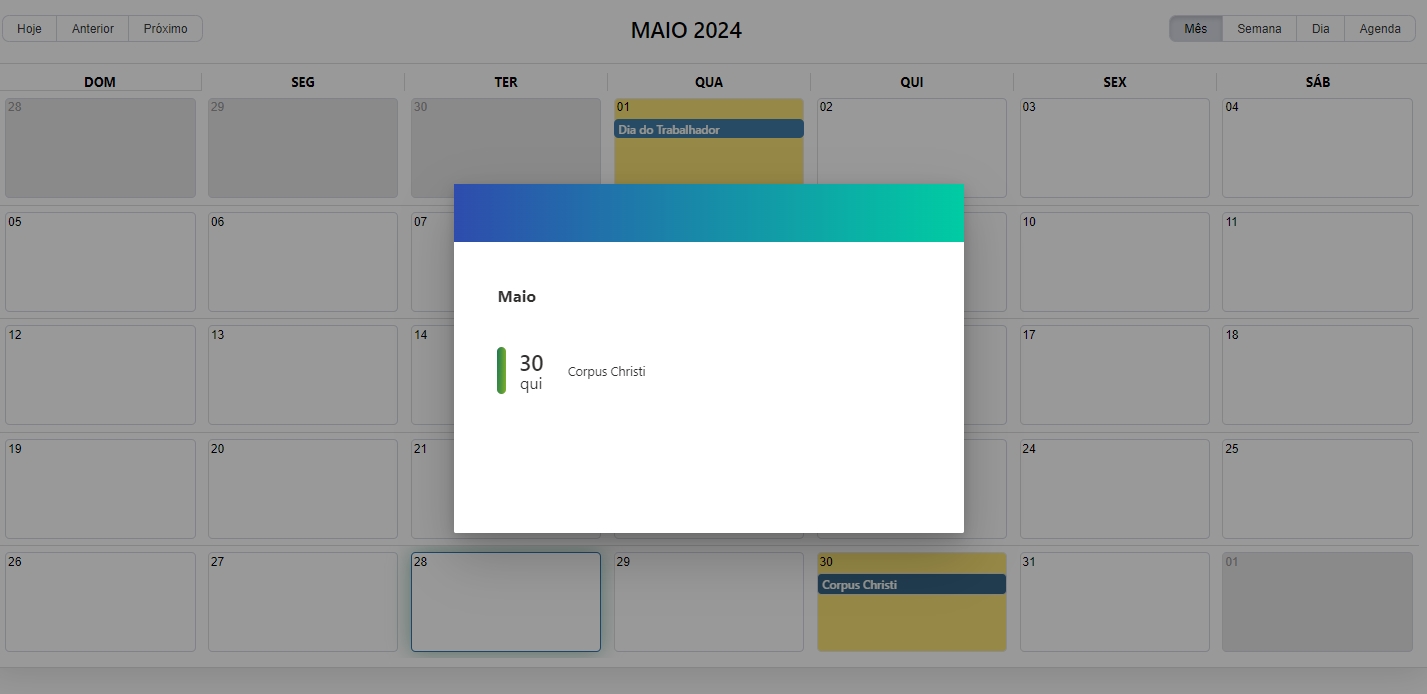 Hoje Anterior Próximo MAIO 2024 Mês Semana Dia Agenda
DOM SEG TER QUA QUI SEX SÁB
28 29 30 01 02 03 04
Dia do Trabalhador
05 06 07 10 11
Maio
12 13 14 17 18
30
qui
Corpus Christi
19 20 21 24 25
26 27 28 29 30 31 01
Corpus Christi